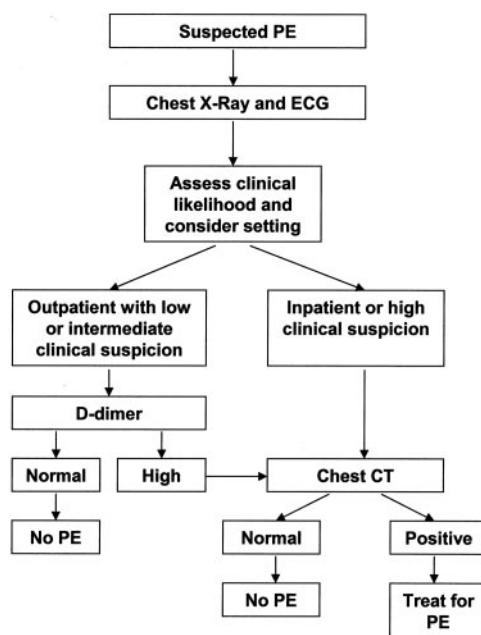 Suspected PE
Chest X-Ray and ECG
Assess clinical
likelihood and
consider setting
Outpatient with low
or intermediate
clinical suspicion
Inpatient or high
clinical suspicion
D-dimer
Normal
High
Chest CT
No PE
Normal
Positive
No PE
Treat for
PE